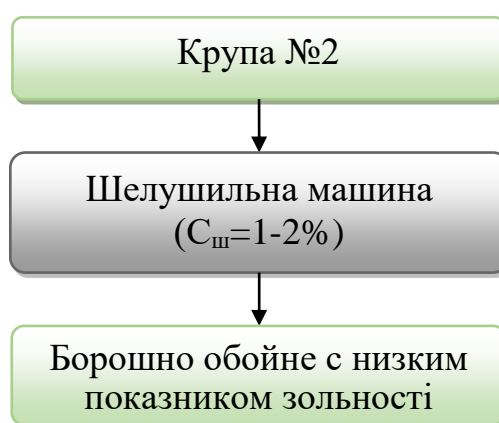 Крупа №2
Шелушильна машина
(Сш=1-2%)
Борошно обойне с низким
показником зольності